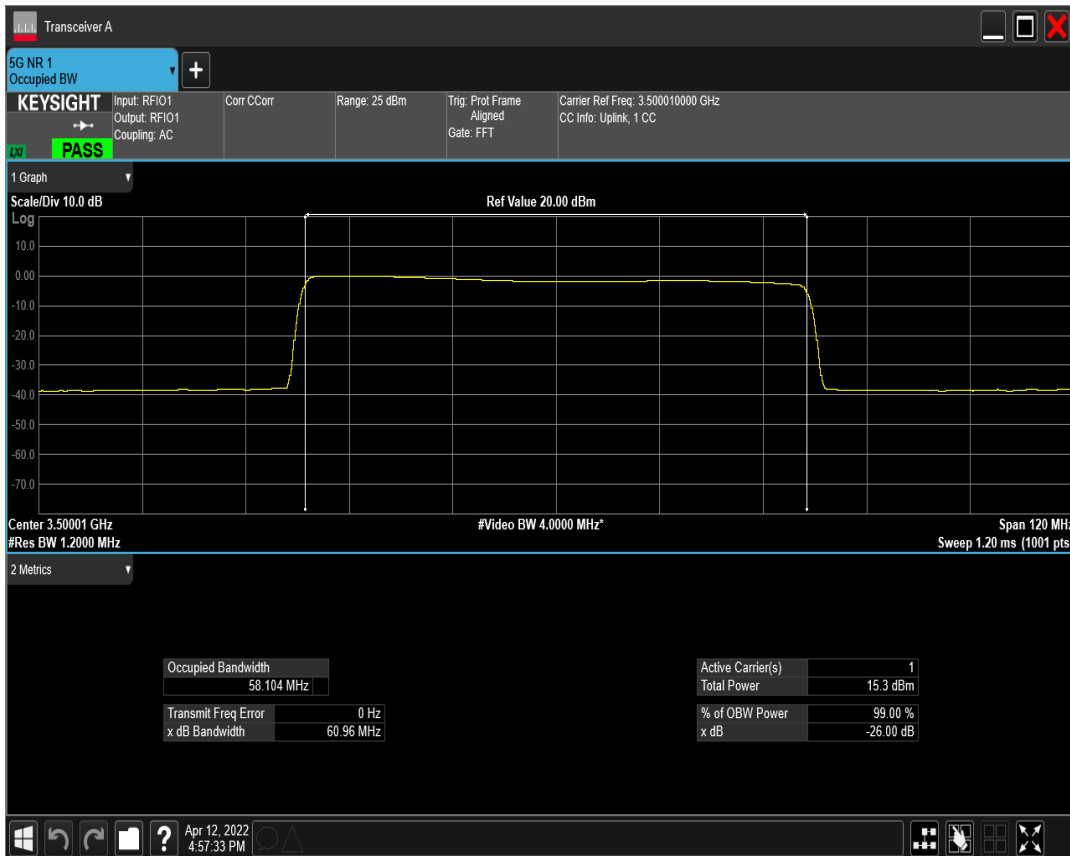 Transceiver A
5G NR 1
Occupied BW
KEYSIGHT
LXI
PASS
Input: RFIO1
Output: RFIO1
Coupling: AC
Corr CCorr
Range: 25 dBm
Trig: Prot Frame
Aligned
Gate: FFT
Carrier Ref Freq: 3.500010000 GHz
CC Info: Uplink, 1 CC
1 Graph
Scale/Div 10.0 dB
Ref Value 20.00 dBm
Log
10.0
0.00
-10.0
-20.0
-30.0
-40.0
-50.0
-60.0
-70.0
Center 3.50001 GHz
#Video BW 4.0000 MHz*
Span 120 MHz
#Res BW 1.2000 MHz
Sweep 1.20 ms (1001 pts
2 Metrics
Occupied Bandwidth
58.104 MHz
Transmit Freq Error 0 Hz
x dB Bandwidth 60.96 MHz
Active Carrier(s) 1
Total Power 15.3 dBm
% of OBW Power 99.00 %
x dB -26.00 dB
?
Apr 12, 2022
4:57:33 PM